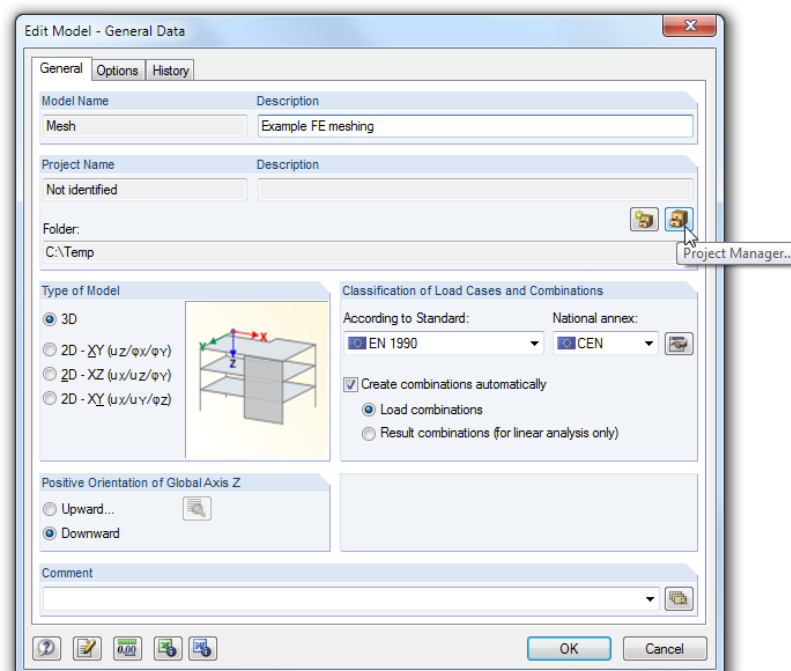 Edit Model - General Data
General Options History
Model Name Description
Mesh Example FE meshing
Project Name Description
Not identified
Folder:
C:\Temp
Project Manager...
Type of Model Classification of Load Cases and Combinations
3D According to Standard: National annex:
2D - XY (uZ/φX/φY) EN 1990 CEN
2D - XZ (uX/uZ/φY) Create combinations automatically
2D - XY (uX/uY/φZ) Load combinations
Result combinations (for linear analysis only)
X
Y
Z
Positive Orientation of Global Axis Z
Upward...
Downward
Comment
0.00 OK Cancel